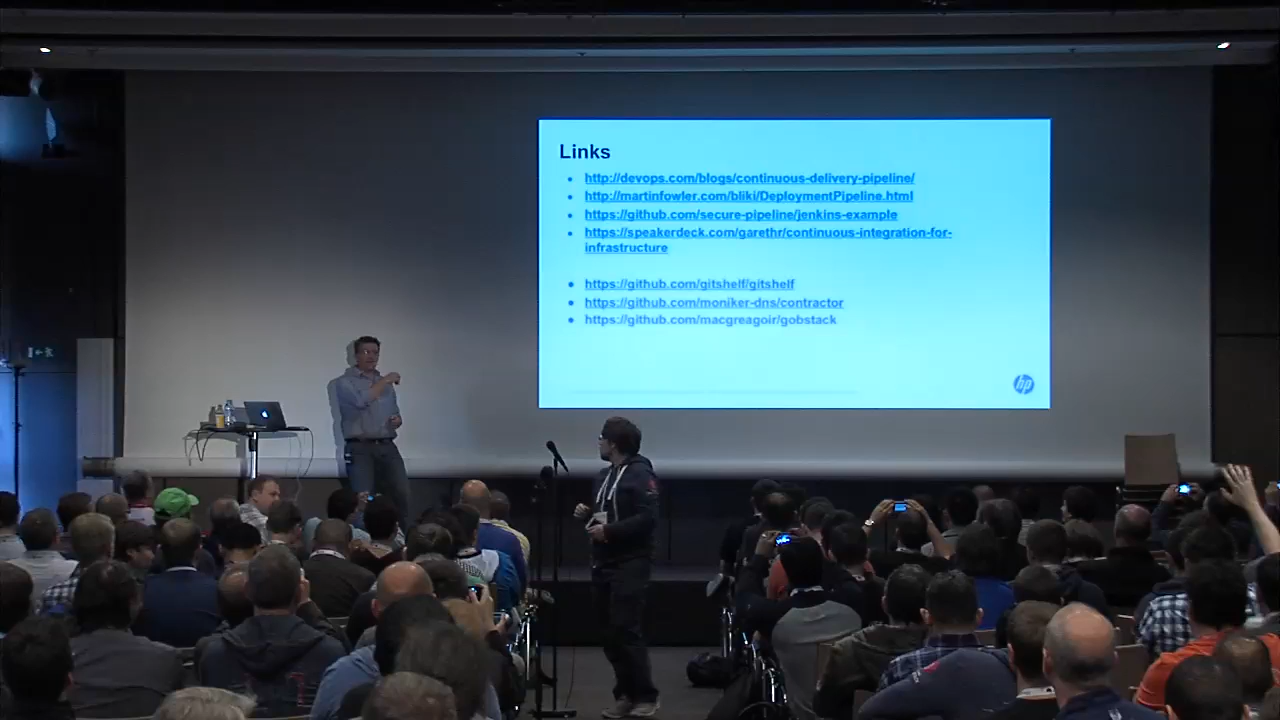 Links
http://devops.com/blogs/continuous-delivery-pipeline/
http://martinfowler.com/bliki/DeploymentPipeline.html
https://github.com/secure-pipeline/jenkins-example
https://speakerdeck.com/garethr/continuous-integration-for-
infrastructure
https://github.com/gitshelf/gitshelf
https://github.com/moniker-dns/contractor
https://github.com/macgreagoir/gobstack
hp